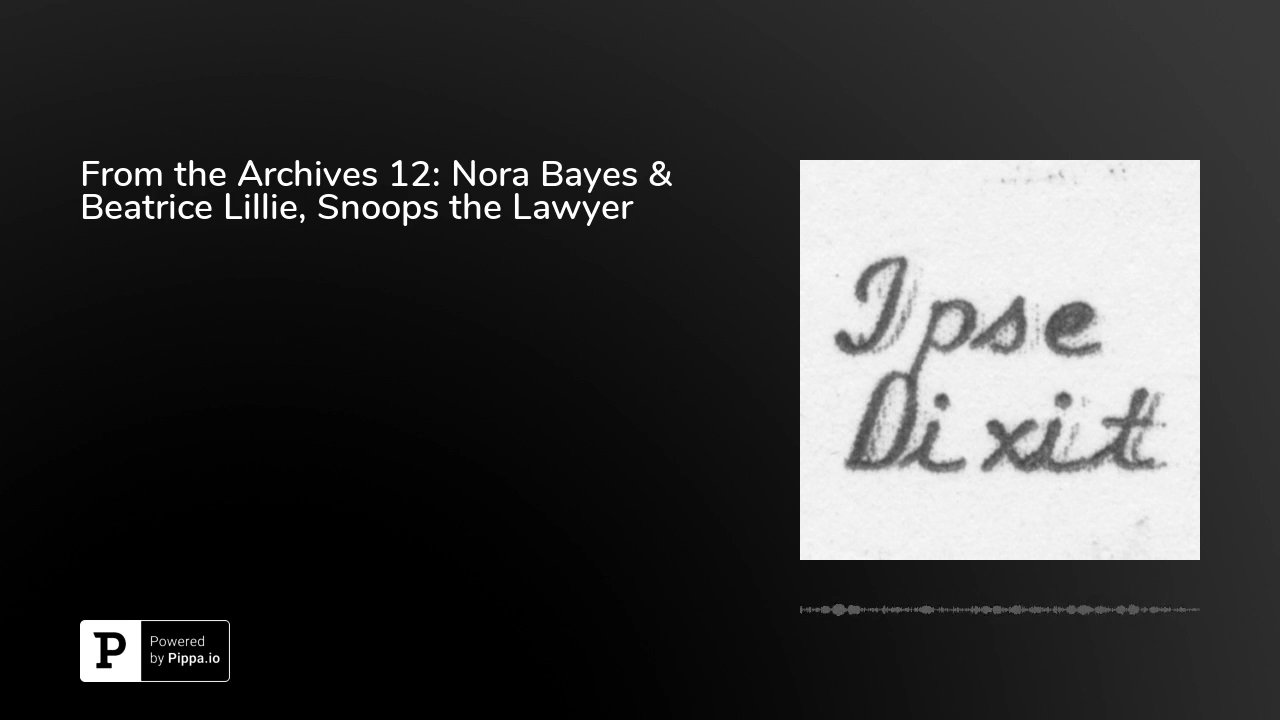 From the Archives 12: Nora Bayes &
Beatrice Lillie, Snoops the Lawyer
Ipse
Dixit
P
Powered
by Pippa.io